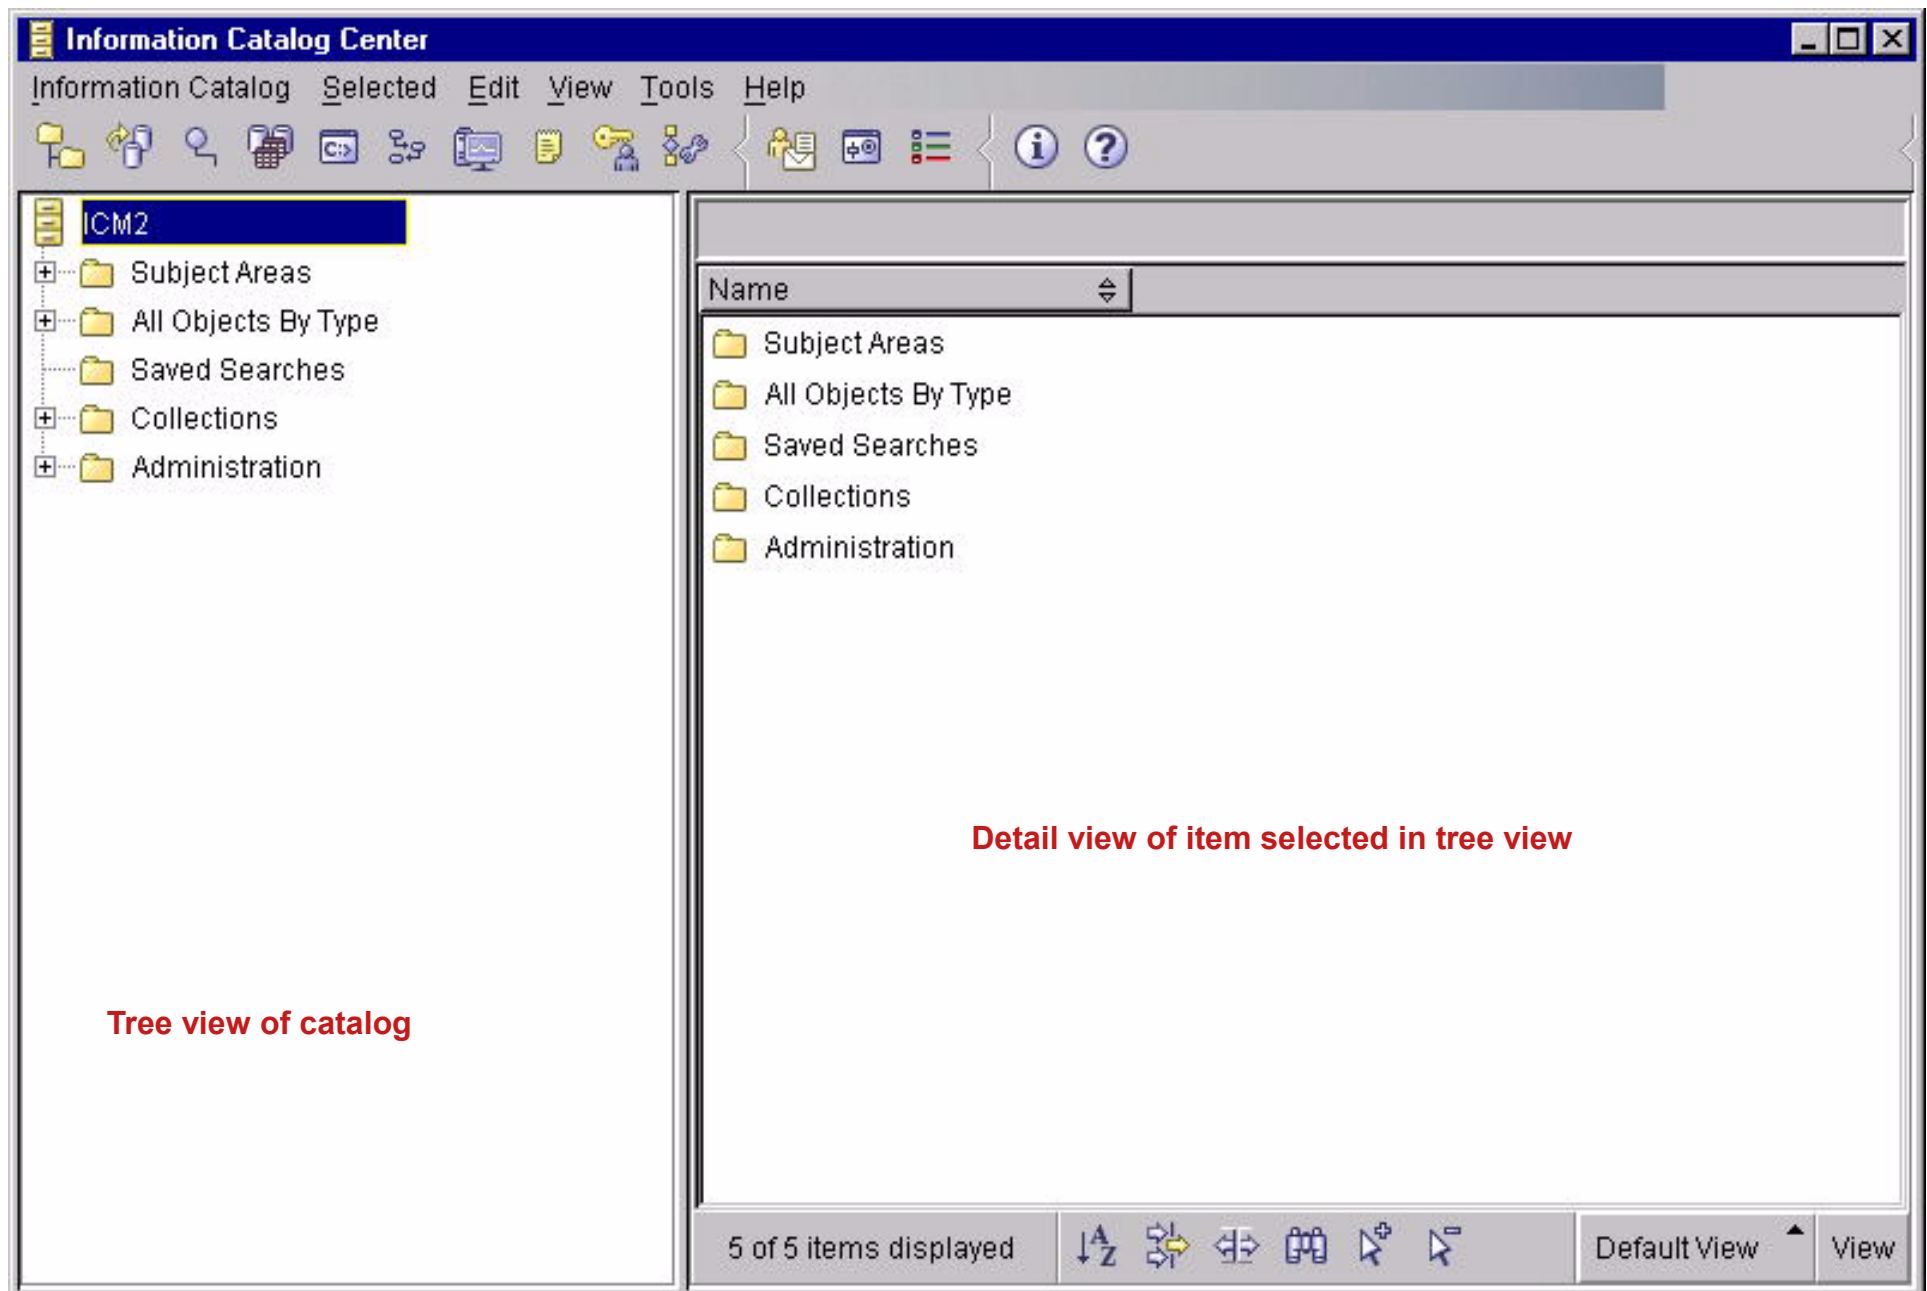 Information Catalog Center
Information Catalog Selected Edit View Tools Help
C:>
ICM2
Subject Areas
All Objects By Type
Saved Searches
Collections
Administration
Tree view of catalog
Name
Subject Areas
All Objects By Type
Saved Searches
Collections
Administration
Detail view of item selected in tree view
5 of 5 items displayed
A
Z
Default View
View